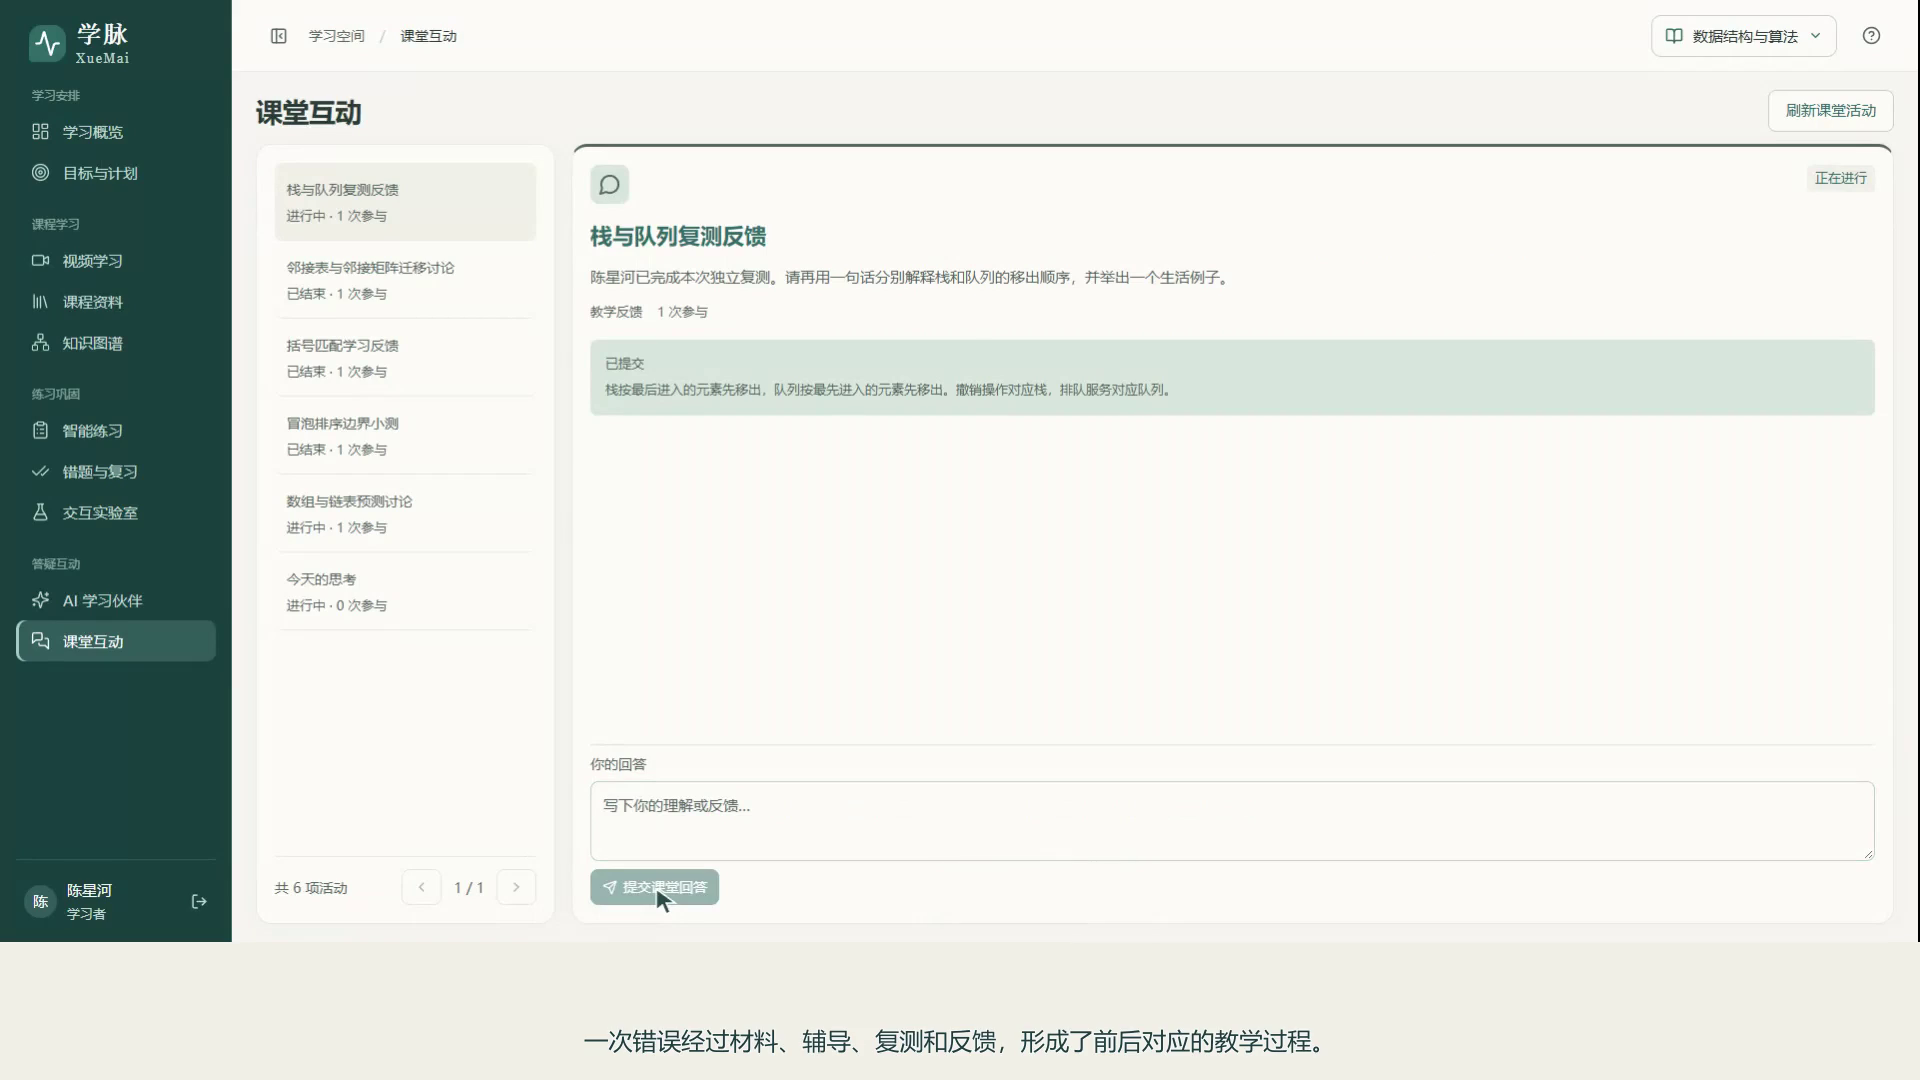 学脉
XueMai
学习安排
学习概览
目标与计划
课程学习
视频学习
课程资料
知识图谱
练习巩固
智能练习
错题与复习
交互实验室
答疑互动
AI 学习伙伴
课堂互动
陈
陈星河
学习者
学习空间 / 课堂互动
数据结构与算法
课堂互动
刷新课堂活动
栈与队列复测反馈
进行中 · 1 次参与
邻接表与邻接矩阵迁移讨论
已结束 · 1 次参与
括号匹配学习反馈
已结束 · 1 次参与
冒泡排序边界小测
已结束 · 1 次参与
数组与链表预测讨论
进行中 · 1 次参与
今天的思考
进行中 · 0 次参与
共 6 项活动
1 / 1
正在进行
栈与队列复测反馈
陈星河已完成本次独立复测。请再用一句话分别解释栈和队列的移出顺序，并举出一个生活例子。
教学反馈 1 次参与
已提交
栈按最后进入的元素先移出，队列按最先进入的元素先移出。撤销操作对应栈，排队服务对应队列。
你的回答
写下你的理解或反馈...
提交课堂回答
一次错误经过材料、辅导、复测和反馈，形成了前后对应的教学过程。